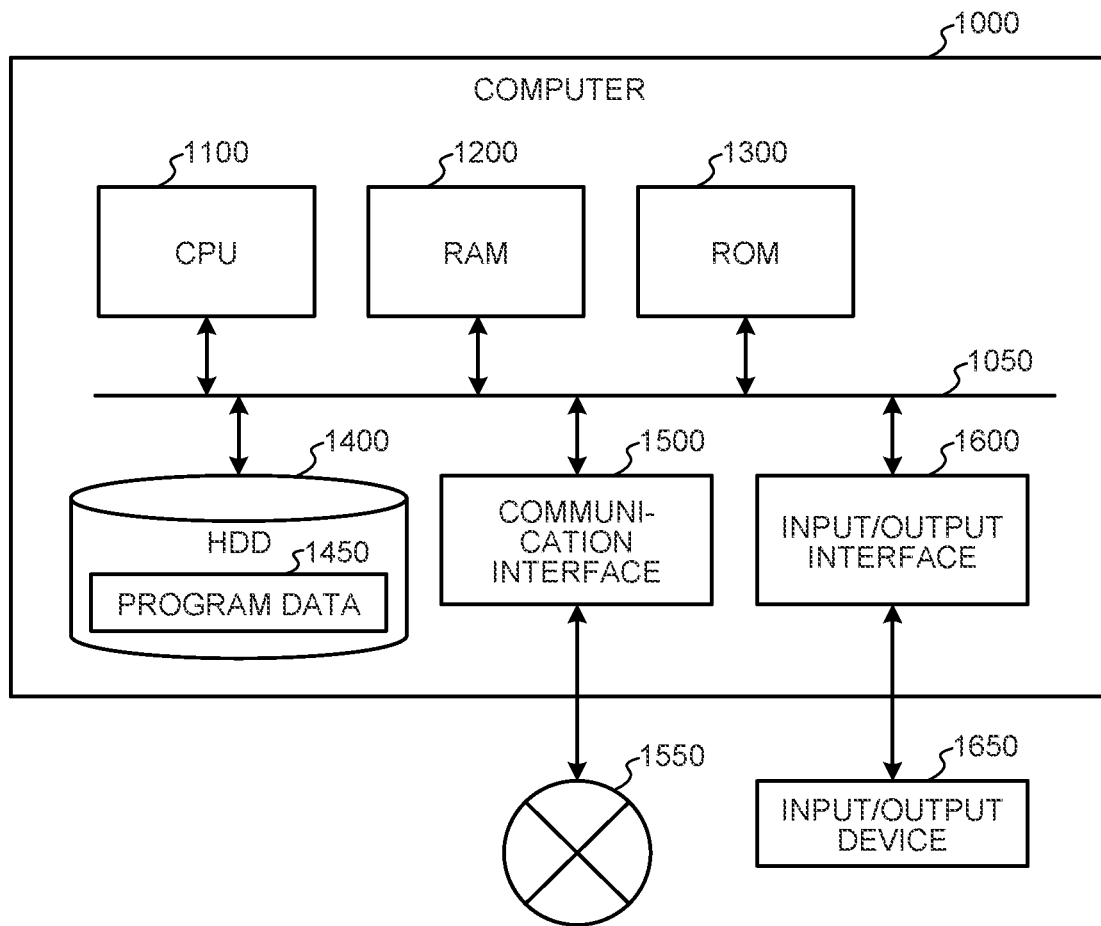 1000
COMPUTER
1100
1200
1300
CPU
RAM
ROM
1050
1400
1500
1600
HDD
1450
PROGRAM DATA
COMMUNI-
CATION
INTERFACE
INPUT/OUTPUT
INTERFACE
1550
1650
INPUT/OUTPUT
DEVICE